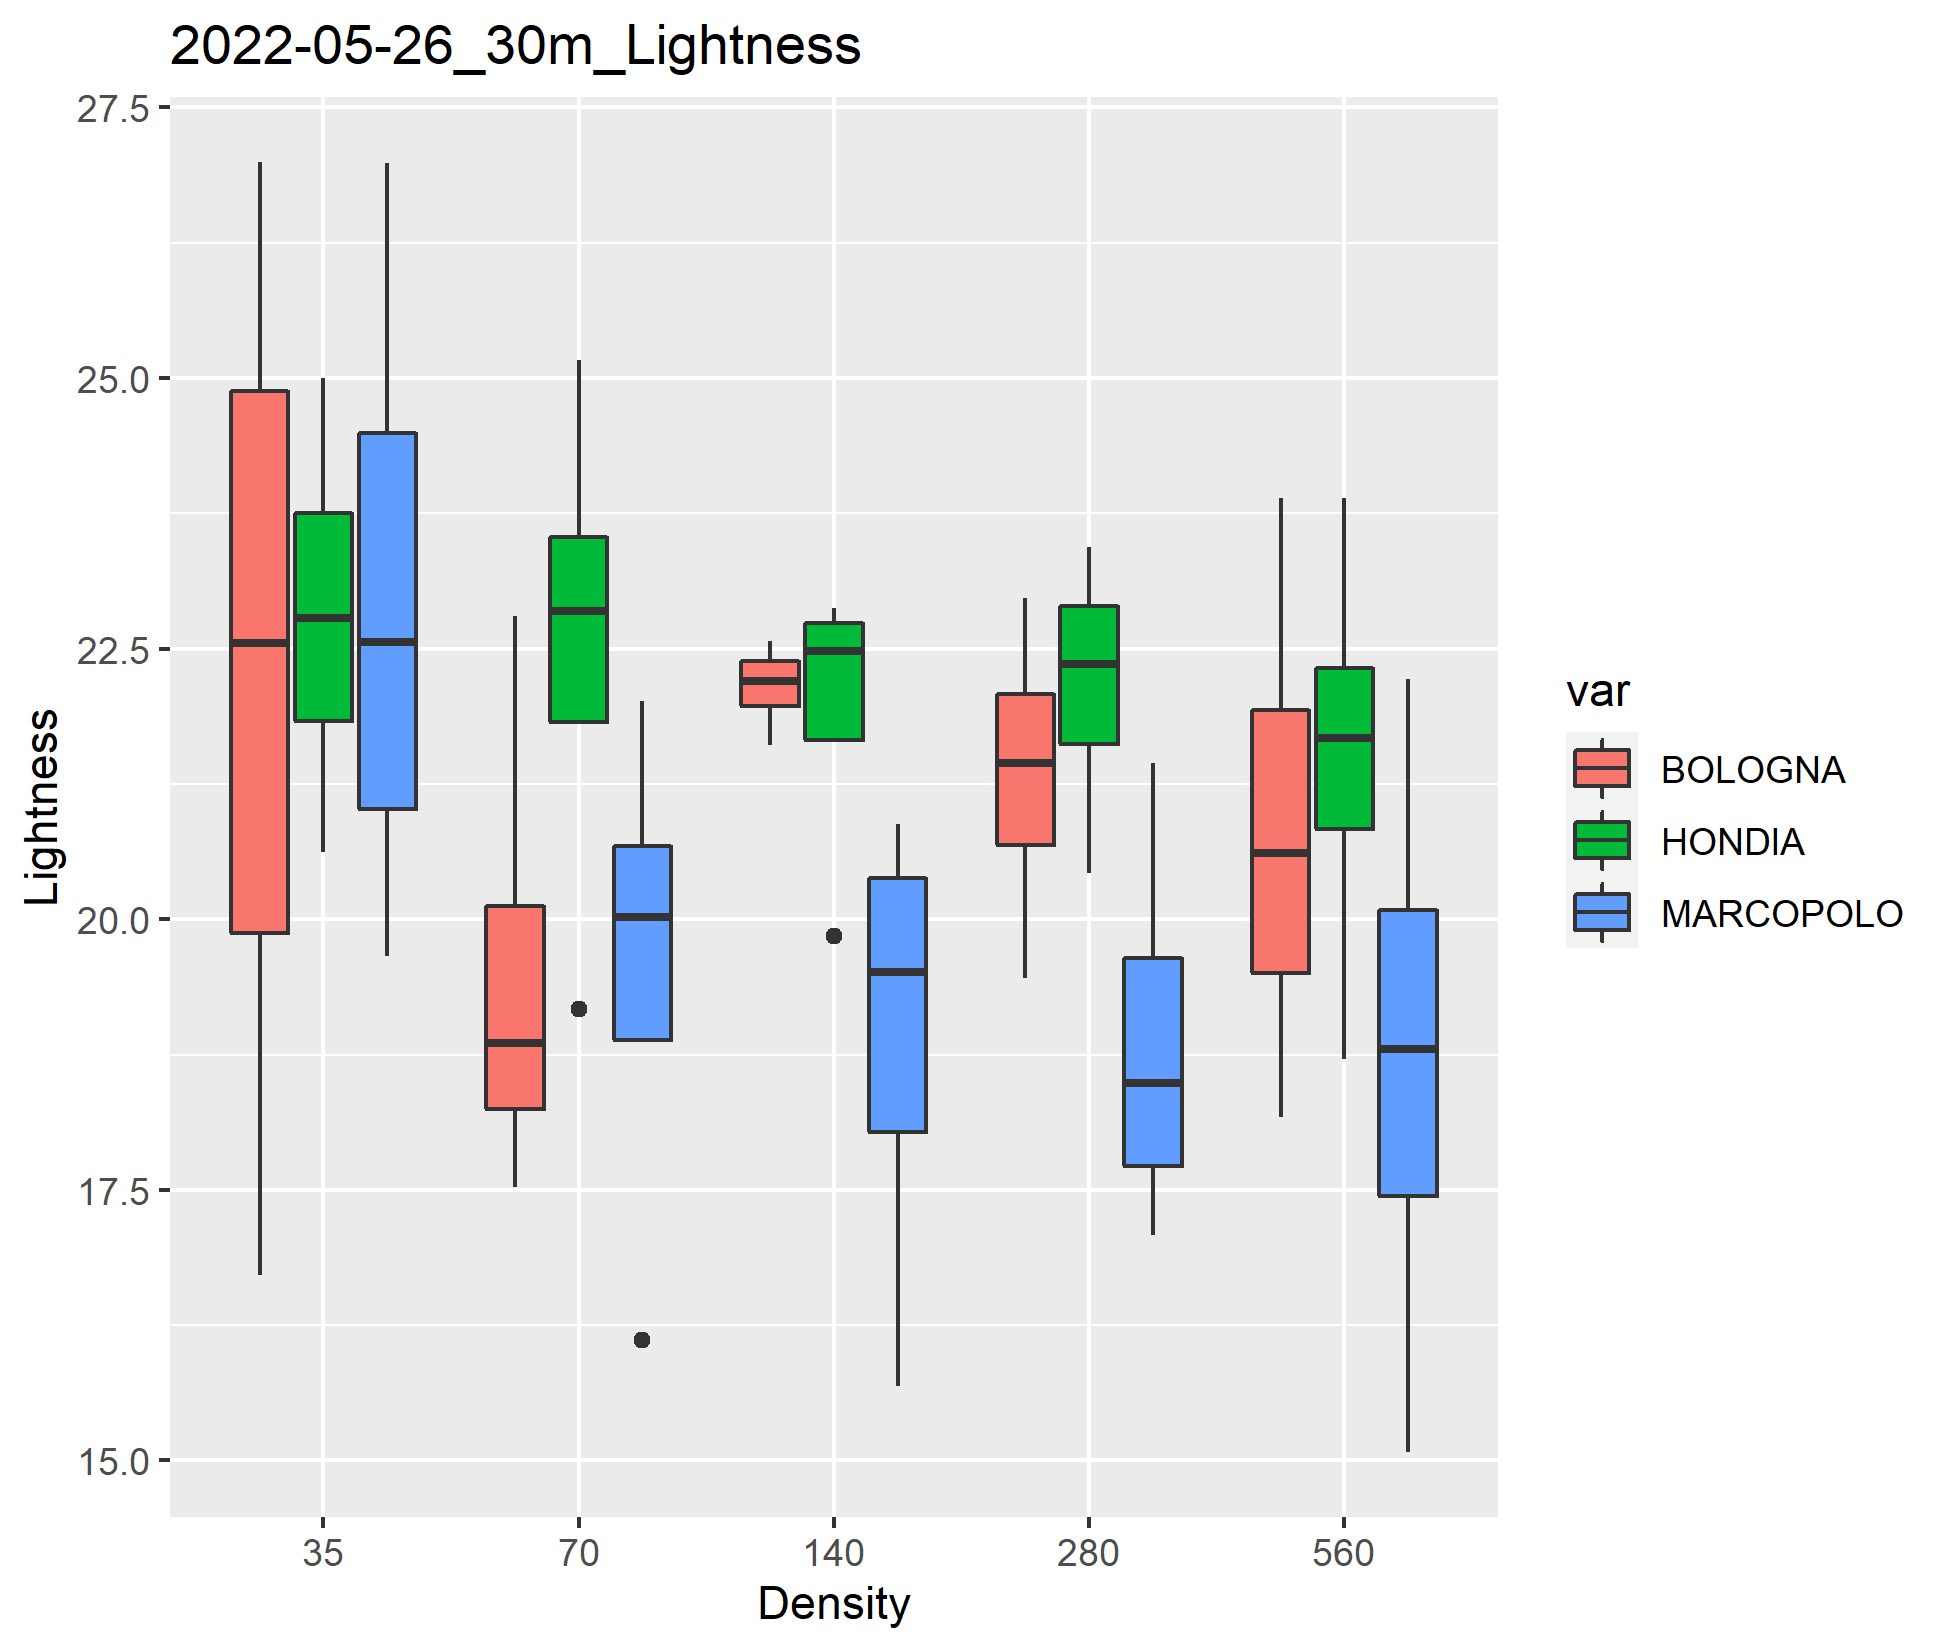 2022-05-26_30m_Lightness
27.5
25.0
22.5
20.0
17.5
15.0
Lightness
35 70 140 280 560
Density
var
BOLOGNA
HONDIA
MARCOPOLO